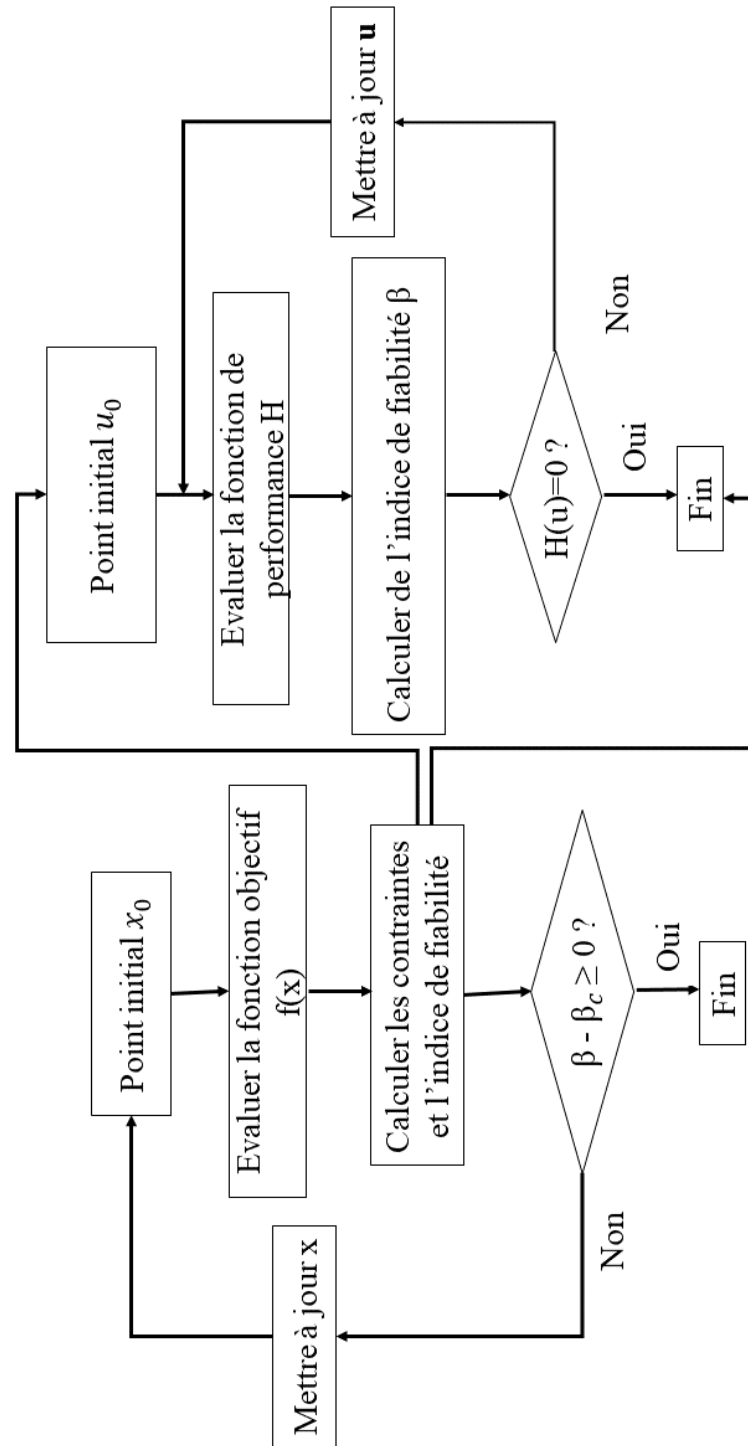 Point initial x₀
Evaluer la fonction objectif
f(x)
Calculer les contraintes
et l'indice de fiabilité
β - β_c ≥ 0 ?
Oui
Fin
Non
Mettre à jour x
Point initial u₀
Evaluer la fonction de
performance H
Calculer de l'indice de fiabilité β
H(u)=0 ?
Oui
Fin
Non
Mettre à jour u